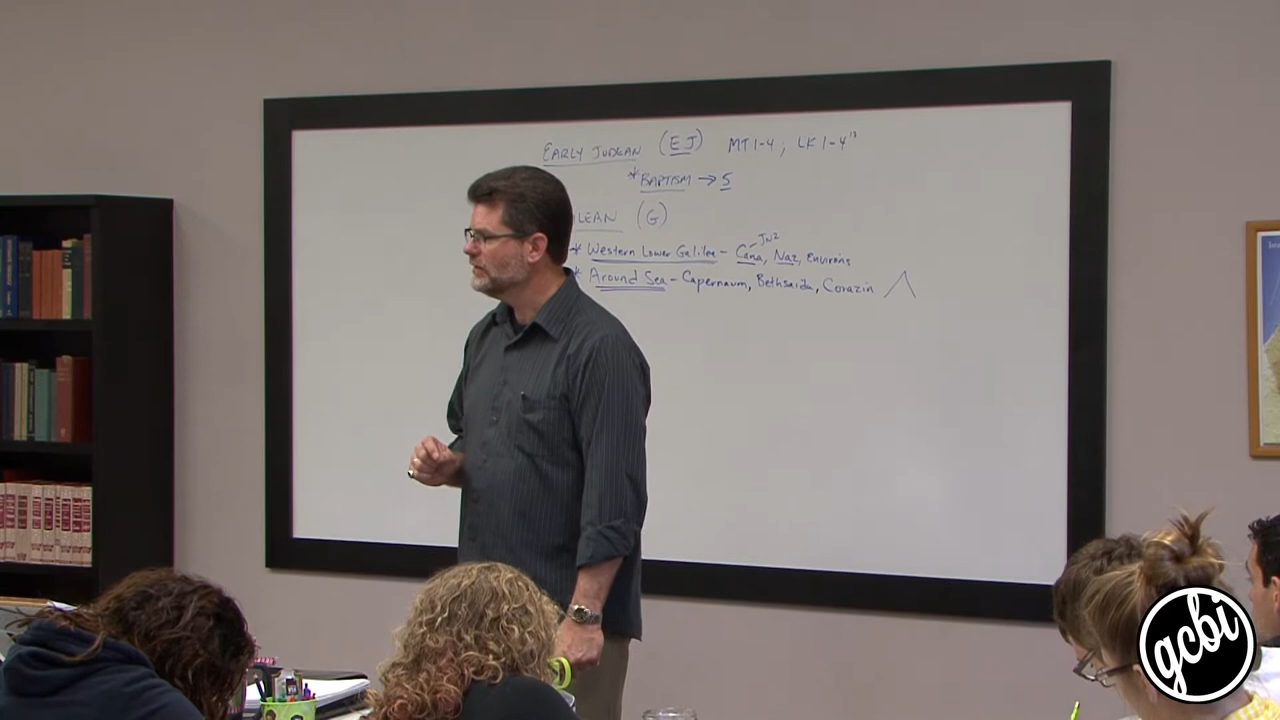 EARLY JUDEAN (EJ) MT 1-4 ; LK 1-4¹³
* BAPTISM → S
LEAN (G)
JN2
* Western Lower Galilee - Cana, Naz, Environs
* Around Sea - Capernaum, Bethsaida, Corazin
gcbi